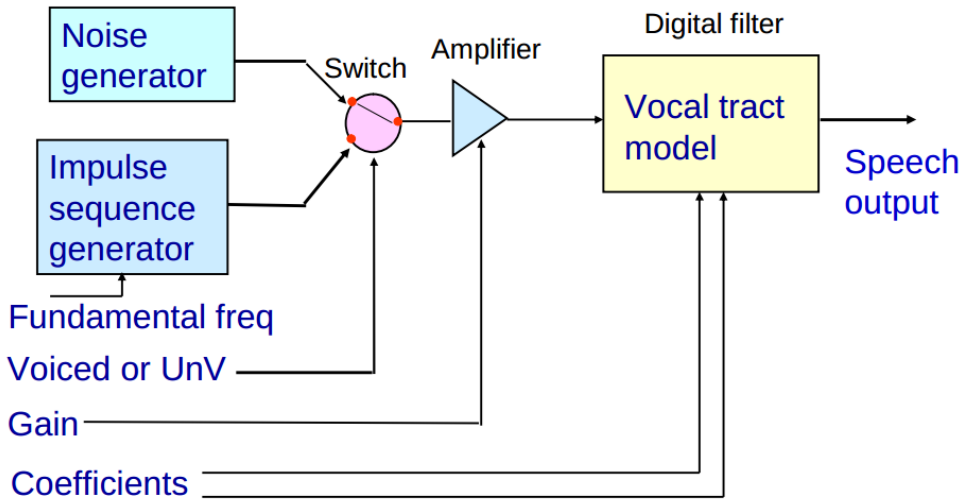 Noise
generator
Switch
Amplifier
Digital filter
Vocal tract
model
Speech
output
Impulse
sequence
generator
Fundamental freq
Voiced or UnV
Gain
Coefficients